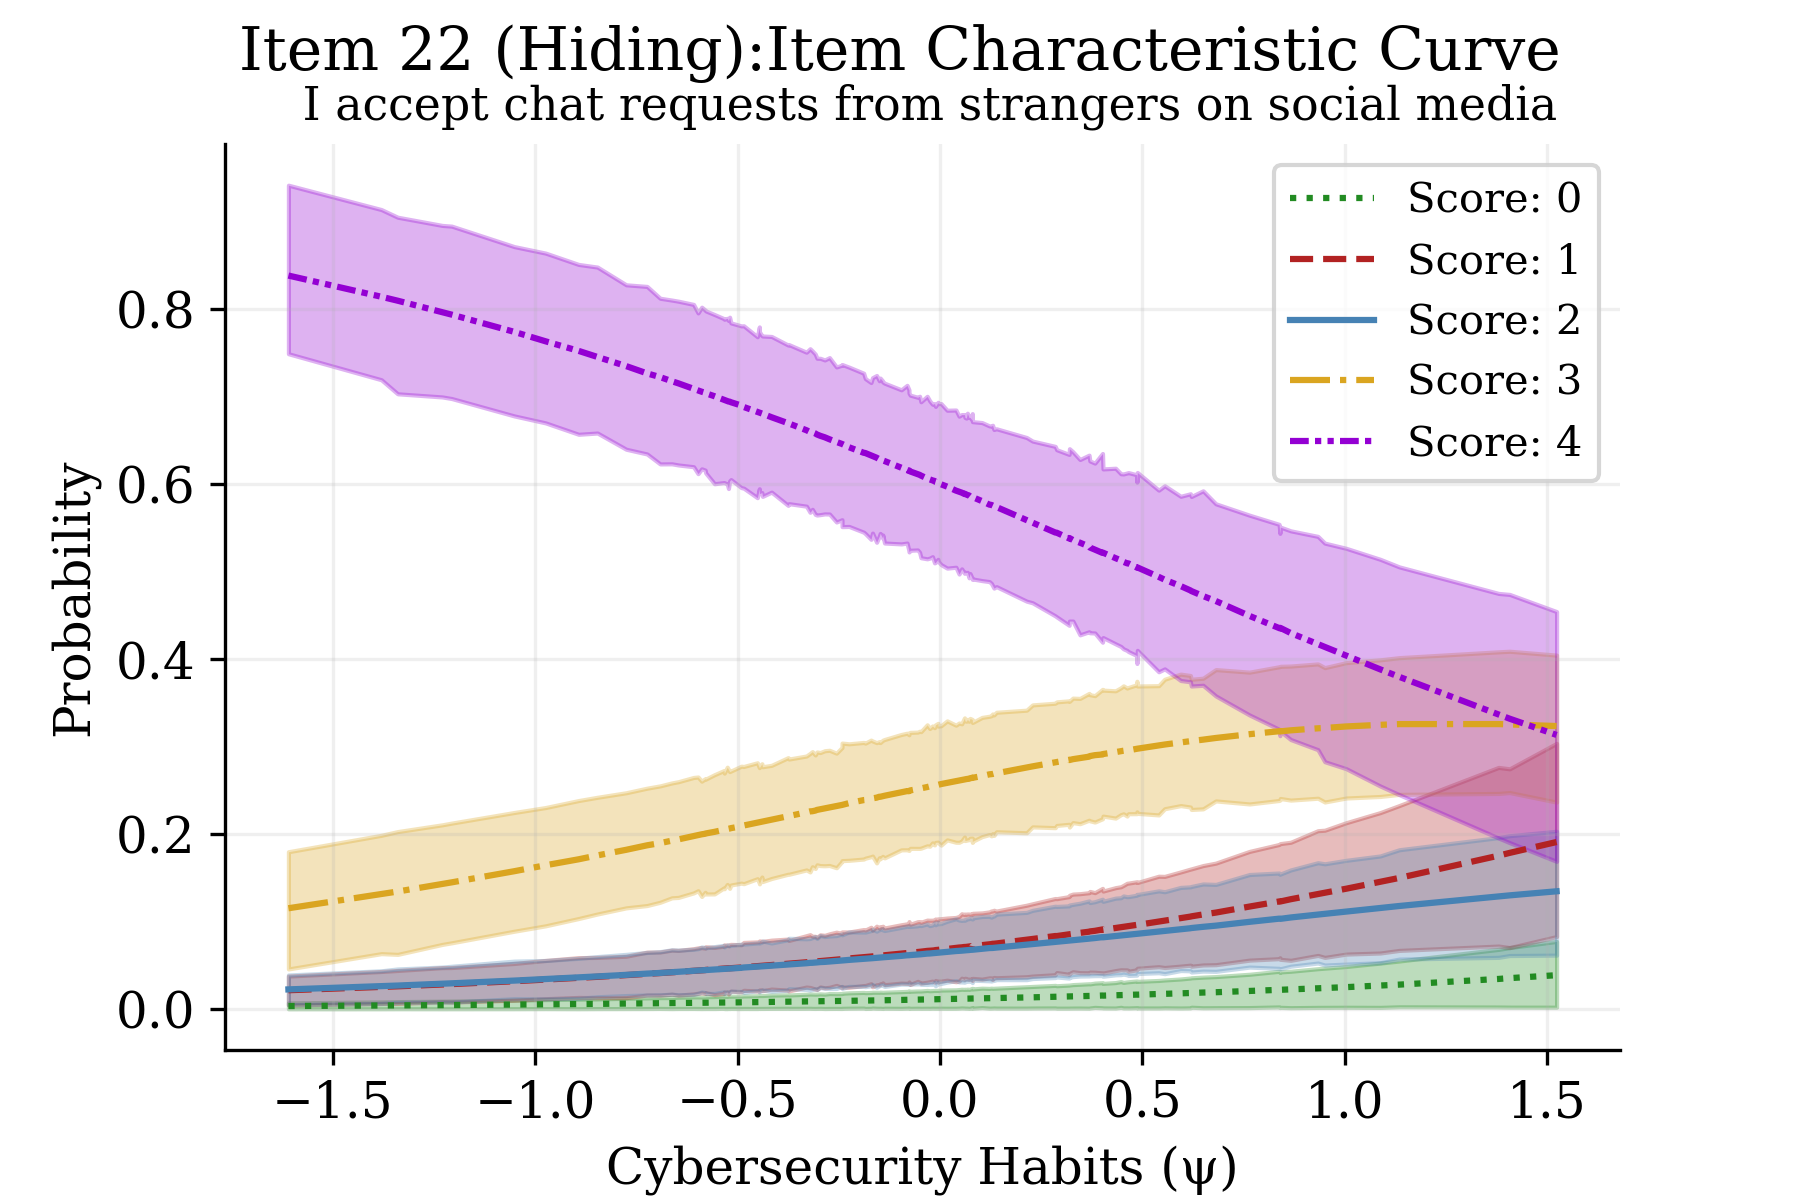 Item 22 (Hiding):Item Characteristic Curve
I accept chat requests from strangers on social media
Score: 0
Score: 1
Score: 2
Score: 3
Score: 4
Probability
0.8
0.6
0.4
0.2
0.0
−1.5 −1.0 −0.5 0.0 0.5 1.0 1.5
Cybersecurity Habits (ψ)